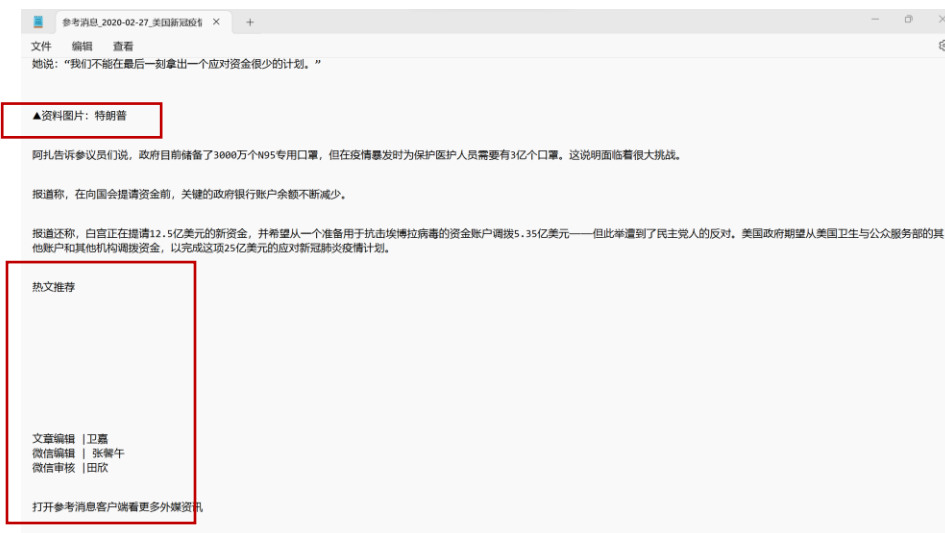 参考消息_2020-02-27_美国新冠疫
文件 编辑 查看
她说：“我们不能在最后一刻拿出一个应对资金很少的计划。”
▲资料图片：特朗普
阿扎告诉参议员们说，政府目前储备了3000万个N95专用口罩，但在疫情暴发时为保护医护人员需要有3亿个口罩。这说明面临着很大挑战。
报道称，在向国会提请资金前，关键的政府银行账户余额不断减少。
报道还称，白宫正在提请12.5亿美元的新资金，并希望从一个准备用于抗击埃博拉病毒的资金账户调拨5.35亿美元——但此举遭到了民主党人的反对。美国政府期望从美国卫生与公众服务部的其
他账户和其他机构调拨资金，以完成这项25亿美元的应对新冠肺炎疫情计划。
热文推荐
文章编辑 |卫嘉
微信编辑 | 张馨午
微信审核 |田欣
打开参考消息客户端看更多外媒资讯